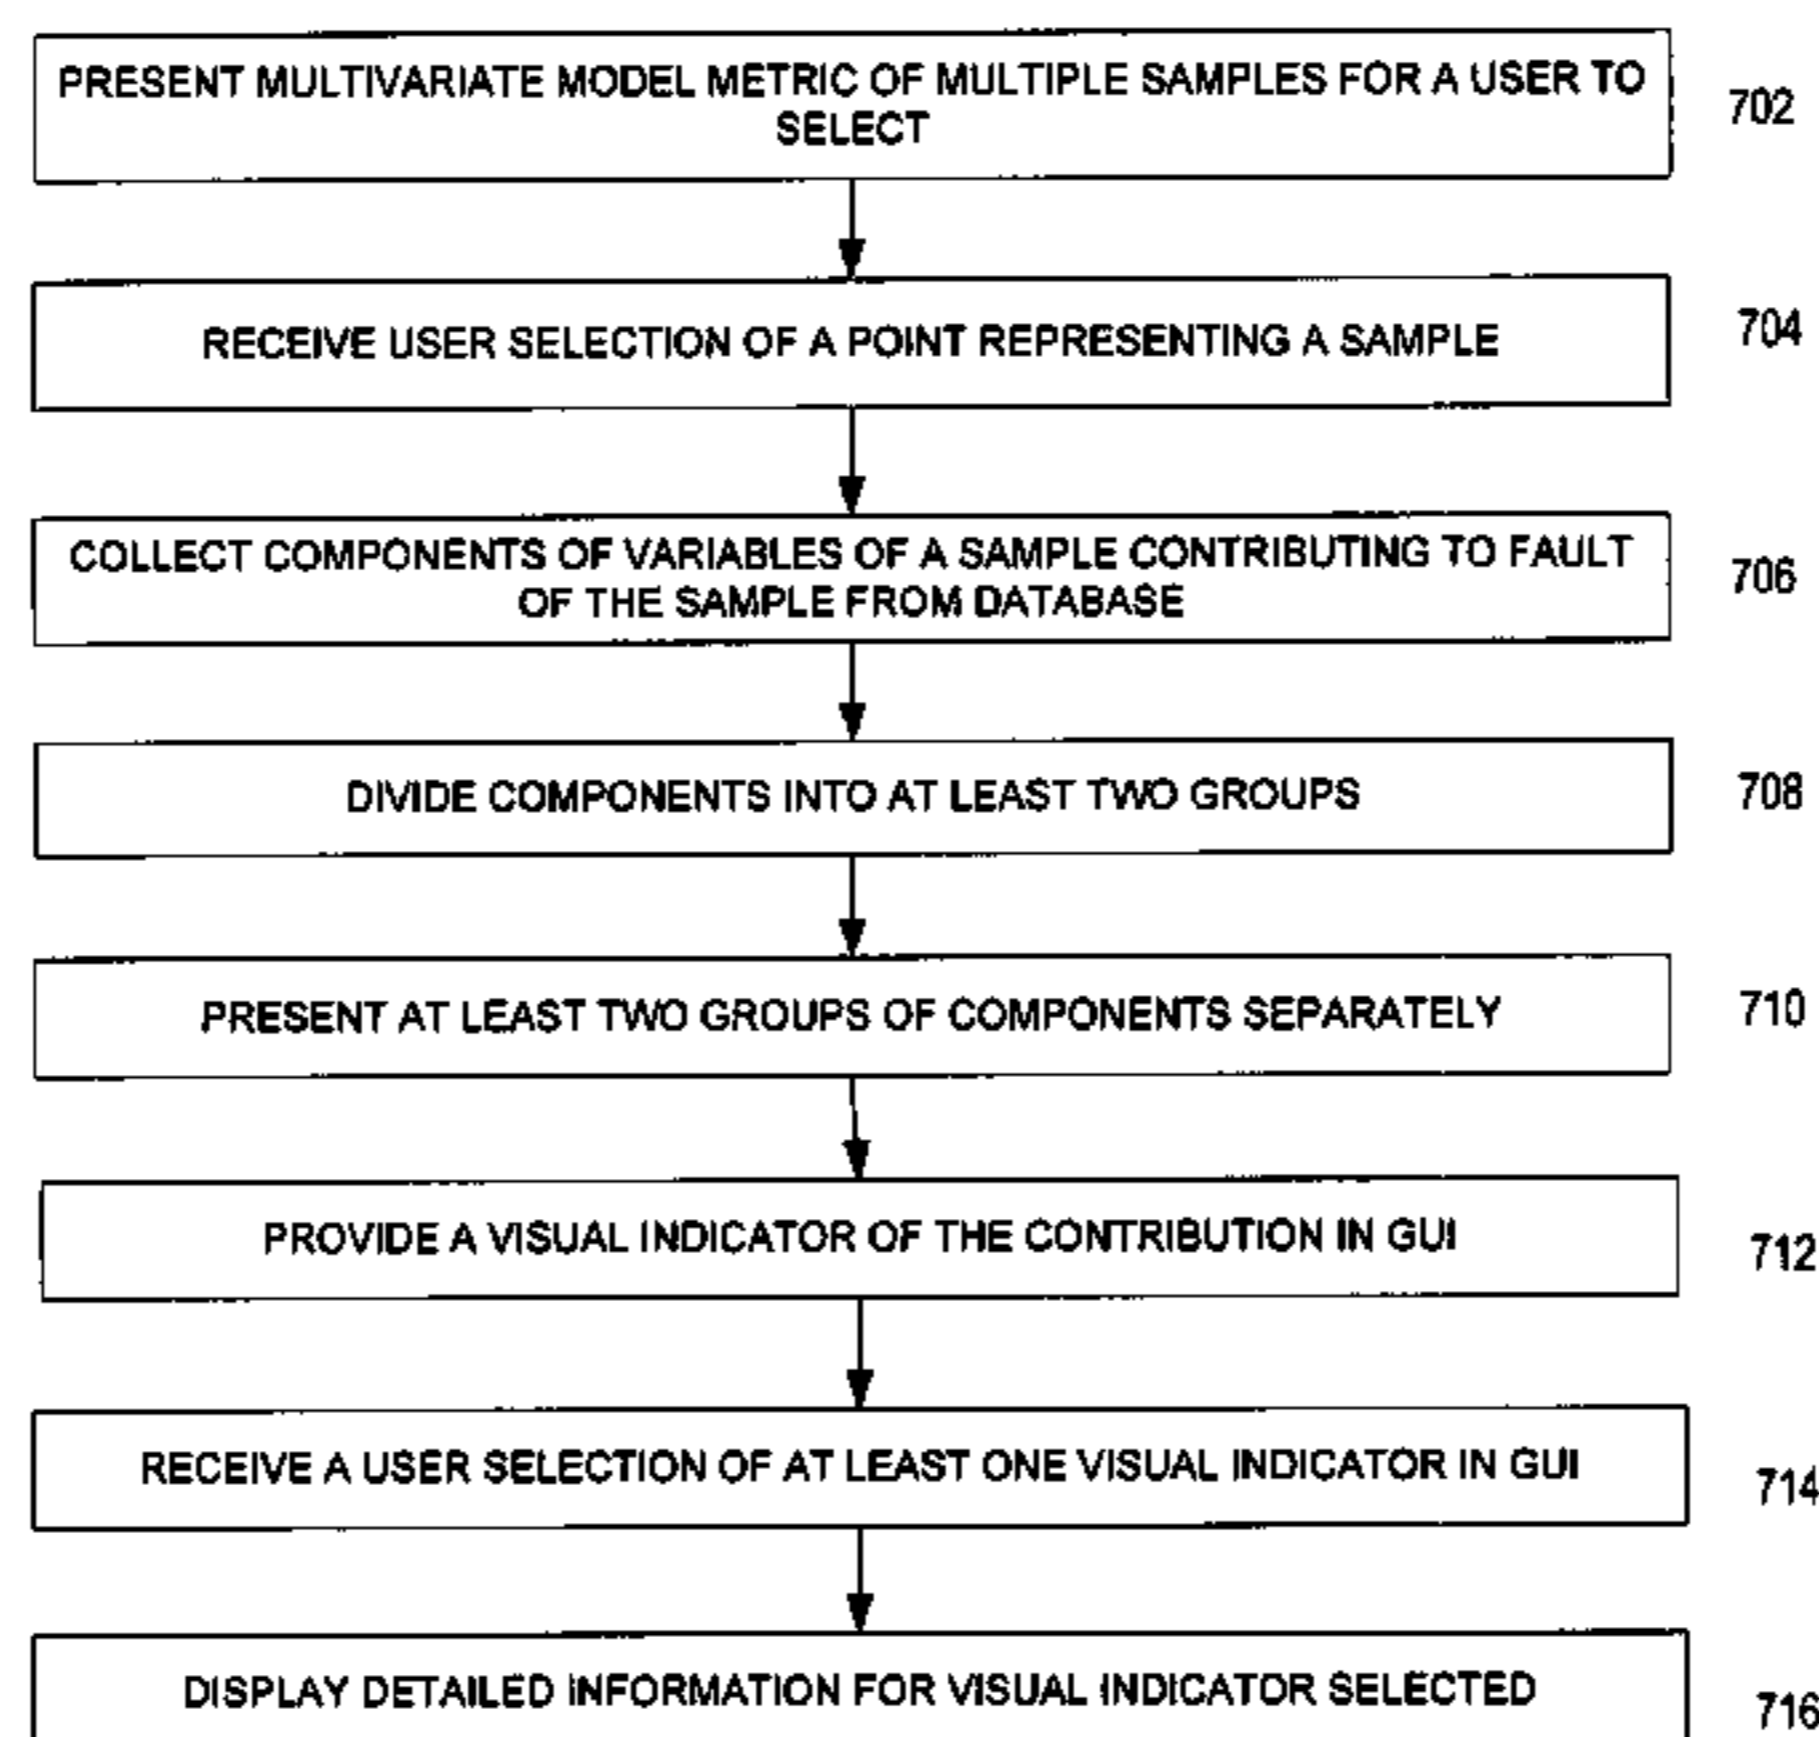 PRESENT MULTIVARIATE MODEL METRIC OF MULTIPLE SAMPLES FOR A USER TO
SELECT
702
RECEIVE USER SELECTION OF A POINT REPRESENTING A SAMPLE
704
COLLECT COMPONENTS OF VARIABLES OF A SAMPLE CONTRIBUTING TO FAULT
OF THE SAMPLE FROM DATABASE
706
DIVIDE COMPONENTS INTO AT LEAST TWO GROUPS
708
PRESENT AT LEAST TWO GROUPS OF COMPONENTS SEPARATELY
710
PROVIDE A VISUAL INDICATOR OF THE CONTRIBUTION IN GUI
712
RECEIVE A USER SELECTION OF AT LEAST ONE VISUAL INDICATOR IN GUI
714
DISPLAY DETAILED INFORMATION FOR VISUAL INDICATOR SELECTED
716